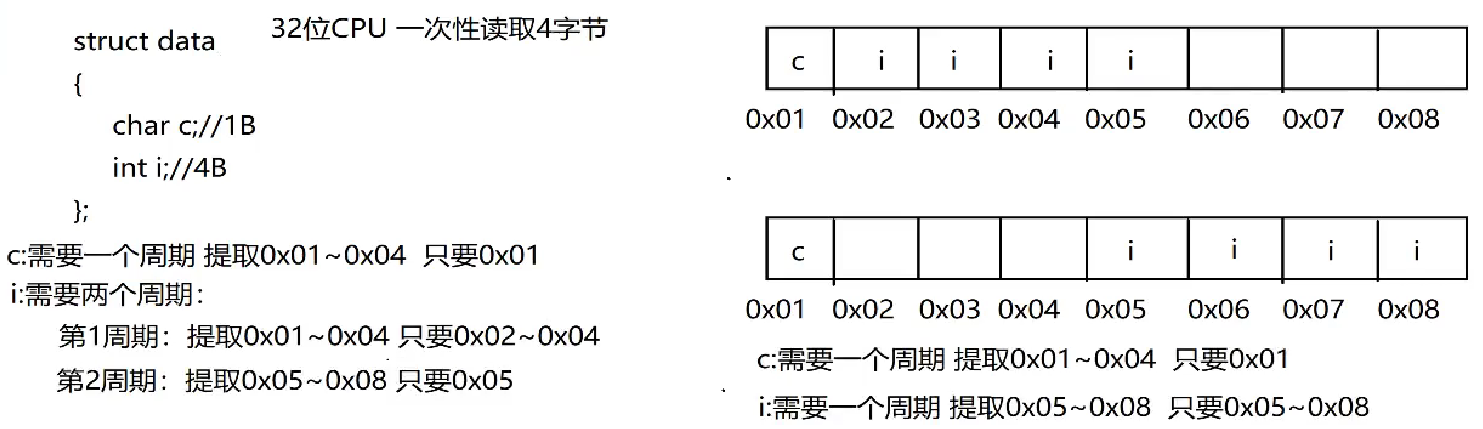 struct data
32位CPU 一次性读取4字节
{
char c;//1B
int i;//4B
};
c:需要一个周期 提取0x01~0x04 只要0x01
i:需要两个周期：
第1周期：提取0x01~0x04 只要0x02~0x04
第2周期：提取0x05~0x08 只要0x05
c i i i i
0x01 0x02 0x03 0x04 0x05 0x06 0x07 0x08
c i i i i
0x01 0x02 0x03 0x04 0x05 0x06 0x07 0x08
c:需要一个周期 提取0x01~0x04 只要0x01
i:需要一个周期 提取0x05~0x08 只要0x05~0x08